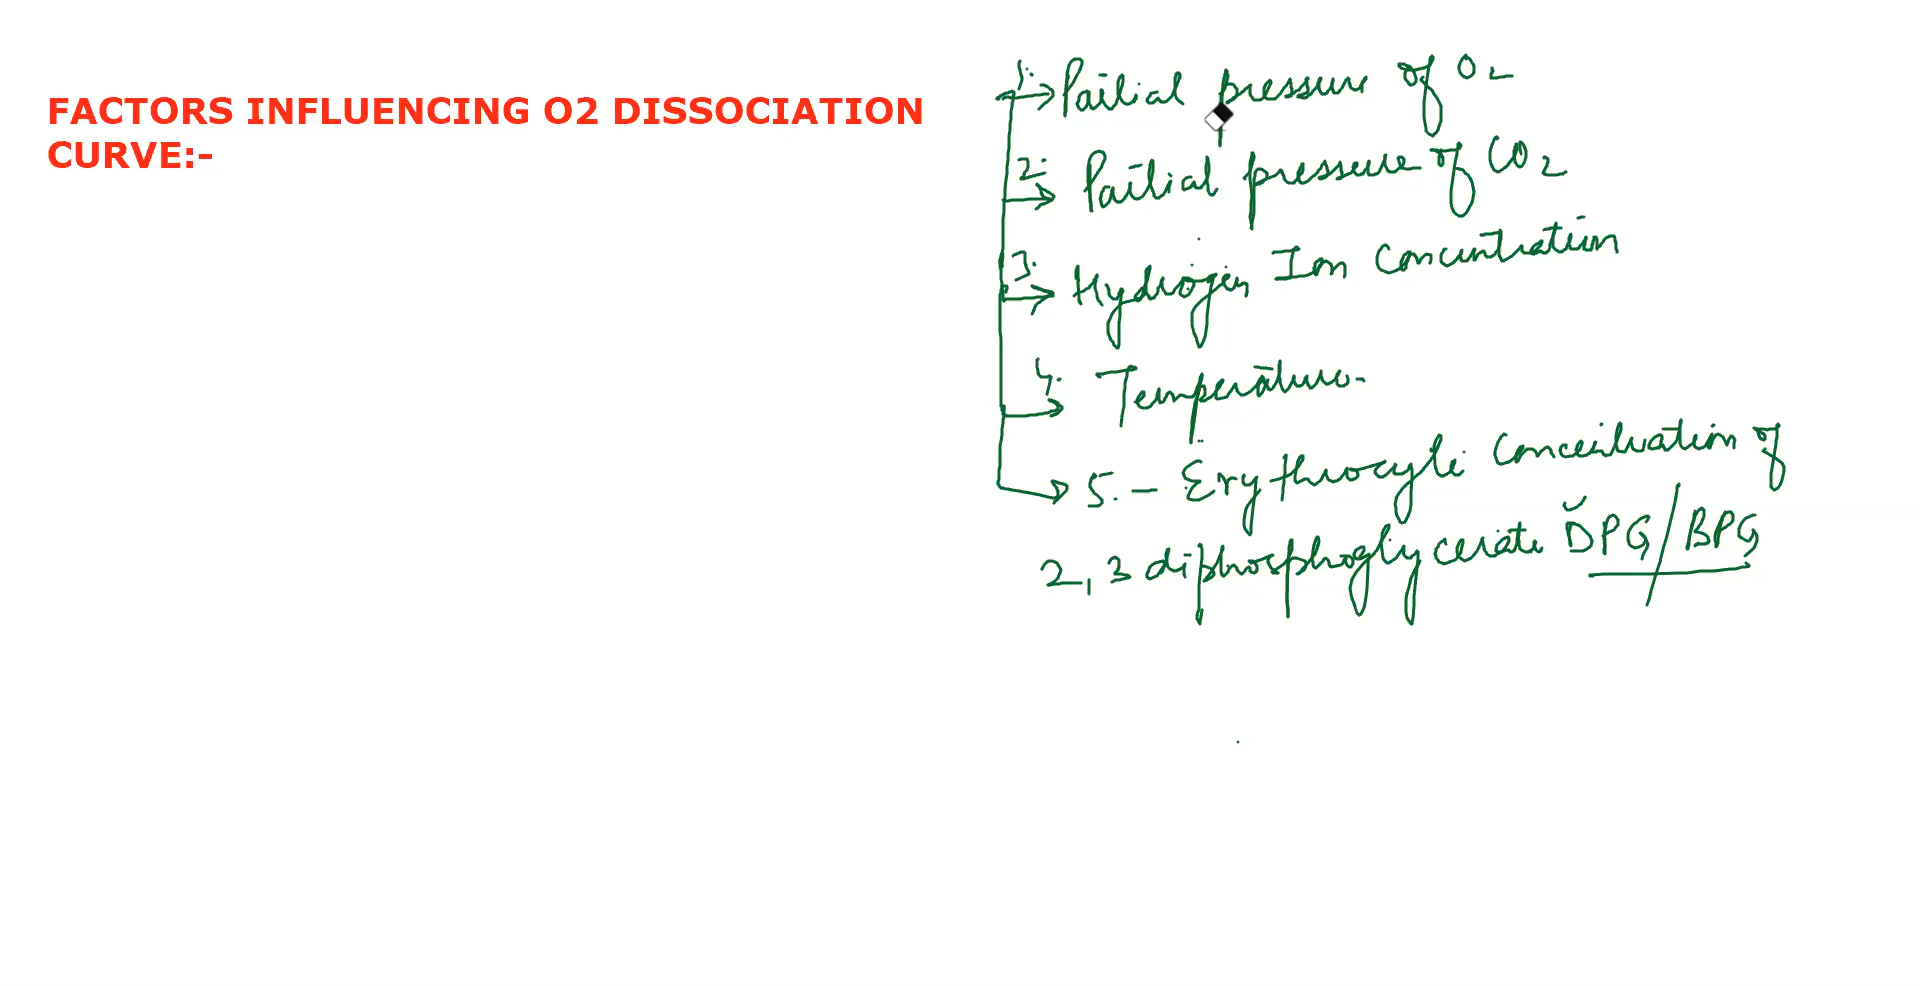 FACTORS INFLUENCING O2 DISSOCIATION
CURVE:-
1. Partial pressure of O2
2. Partial pressure of CO2
3. Hydrogen Ion Concentration
4. Temperature
5. - Erythrocyte Concentration of
2,3 diphosphoglycerate DPG/BPG